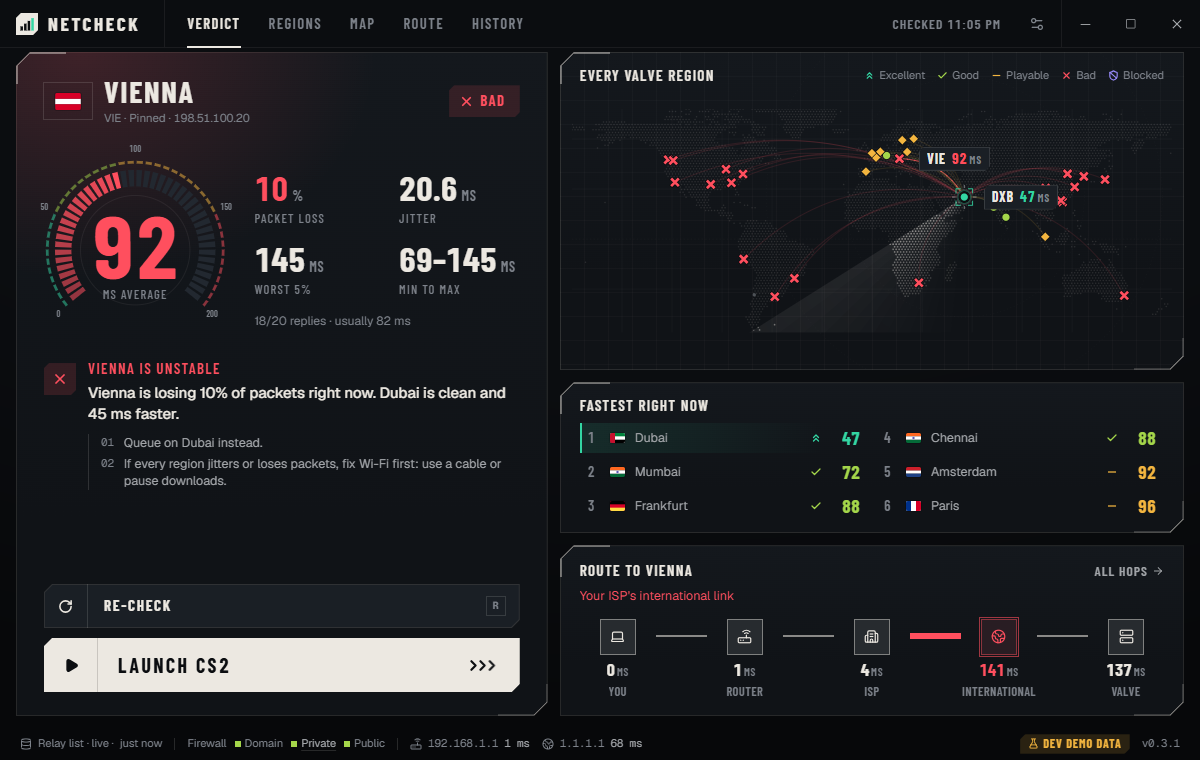 NETCHECK
VERDICT REGIONS MAP ROUTE HISTORY
CHECKED 11:05 PM
VIENNA
VIE · Pinned · 198.51.100.20
BAD
0
50
100
150
200
92
MS AVERAGE
10 %
PACKET LOSS
20.6 MS
JITTER
145 MS
WORST 5%
69–145 MS
MIN TO MAX
18/20 replies · usually 82 ms
VIENNA IS UNSTABLE
Vienna is losing 10% of packets right now. Dubai is clean and
45 ms faster.
01 Queue on Dubai instead.
02 If every region jitters or loses packets, fix Wi-Fi first: use a cable or
pause downloads.
RE-CHECK R
LAUNCH CS2
EVERY VALVE REGION
Excellent Good Playable Bad Blocked
VIE 92 MS
DXB 47 MS
FASTEST RIGHT NOW
1 Dubai 47
2 Mumbai 72
3 Frankfurt 88
4 Chennai 88
5 Amsterdam 92
6 Paris 96
ROUTE TO VIENNA
ALL HOPS →
Your ISP's international link
0 MS
YOU
1 MS
ROUTER
4 MS
ISP
141 MS
INTERNATIONAL
137 MS
VALVE
Relay list · live · just now
Firewall Domain Private Public
192.168.1.1 1 ms
1.1.1.1 68 ms
DEV DEMO DATA
v0.3.1